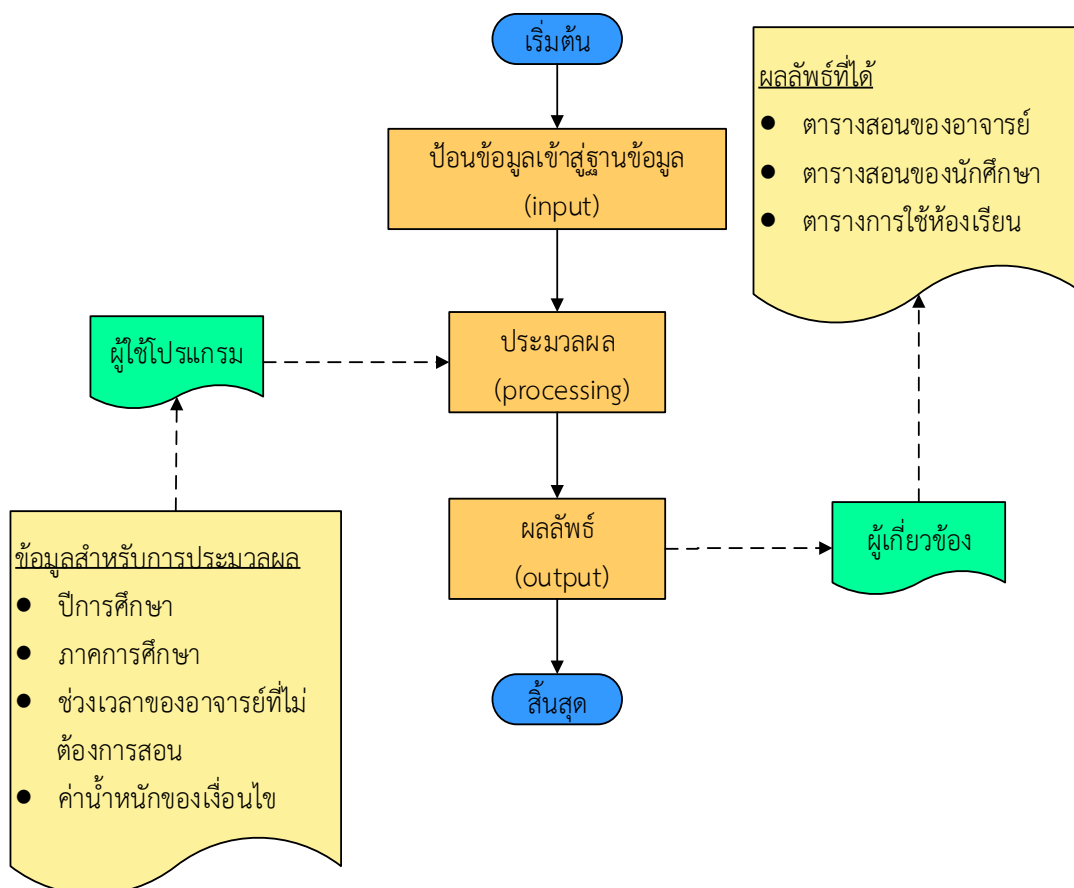 เริ่มต้น
ป้อนข้อมูลเข้าสู่ฐานข้อมูล
(input)
ประมวลผล
(processing)
ผลลัพธ์
(output)
สิ้นสุด
ผลลัพธ์ที่ได้
● ตารางสอนของอาจารย์
● ตารางสอนของนักศึกษา
● ตารางการใช้ห้องเรียน
ผู้ใช้โปรแกรม
ผู้เกี่ยวข้อง
ข้อมูลสำหรับการประมวลผล
● ปีการศึกษา
● ภาคการศึกษา
● ช่วงเวลาของอาจารย์ที่ไม่
ต้องการสอน
● ค่าน้ำหนักของเงื่อนไข